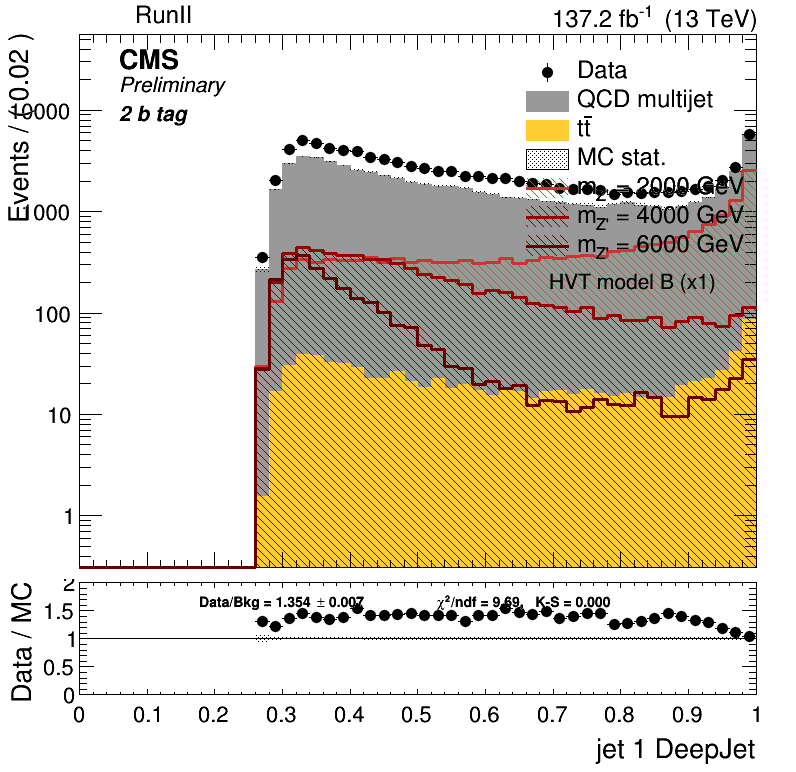 RunII 137.2 fb-1 (13 TeV)
CMS
Preliminary
2 b tag
Data
QCD multijet
tt̄
MC stat.
mZ' = 2000 GeV
mZ' = 4000 GeV
mZ' = 6000 GeV
HVT model B (x1)
Events / (0.02 )
10000
1000
100
10
1
Data/Bkg = 1.354 ± 0.007 χ²/ndf = 9.69, K-S = 0.000
Data / MC
2
1.5
1
0.5
0
0 0.1 0.2 0.3 0.4 0.5 0.6 0.7 0.8 0.9 1
jet 1 DeepJet